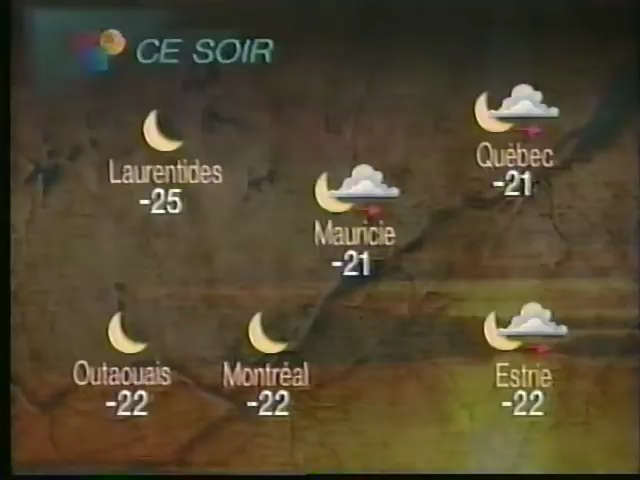 CE SOIR
Laurentides
-25
Québec
-21
Mauricie
-21
Outaouais
-22
Montréal
-22
Estrie
-22